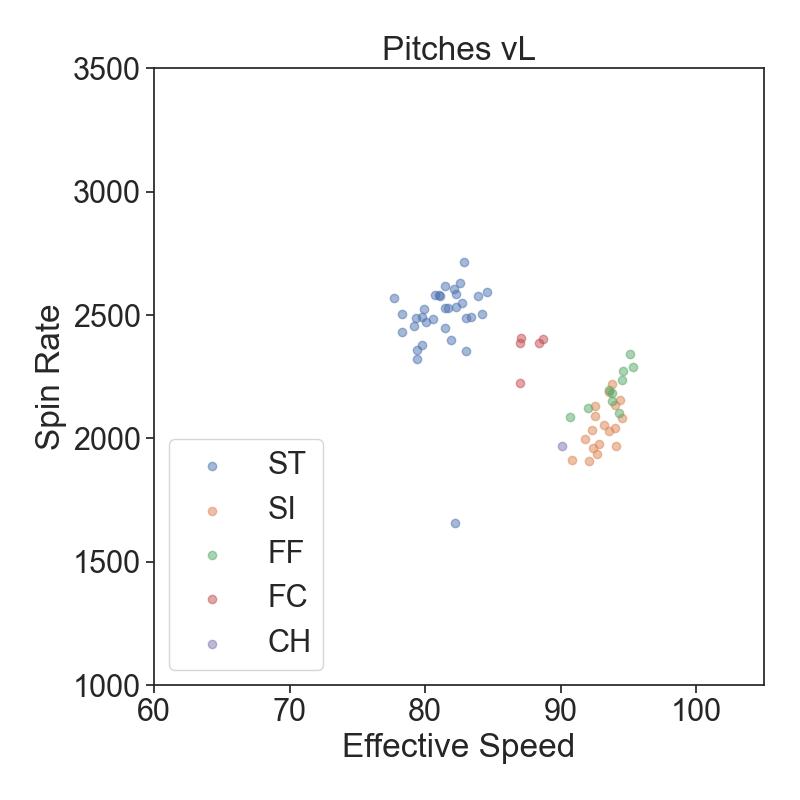 Pitches vL
3500
3000
2500
2000
1500
1000
Spin Rate
ST
SI
FF
FC
CH
60 70 80 90 100
Effective Speed